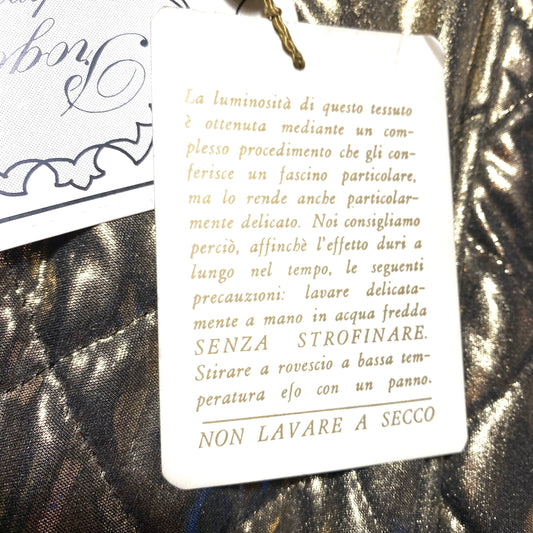 Proge
La luminosità di questo tessuto
è ottenuta mediante un com-
plesso procedimento che gli con-
ferisce un fascino particolare,
ma lo rende anche particolar-
mente delicato. Noi consigliamo
perciò, affinchè l'effetto duri a
lungo nel tempo, le seguenti
precauzioni: lavare delicata-
mente a mano in acqua fredda
SENZA STROFINARE.
Stirare a rovescio a bassa tem-
peratura e/o con un panno.
NON LAVARE A SECCO